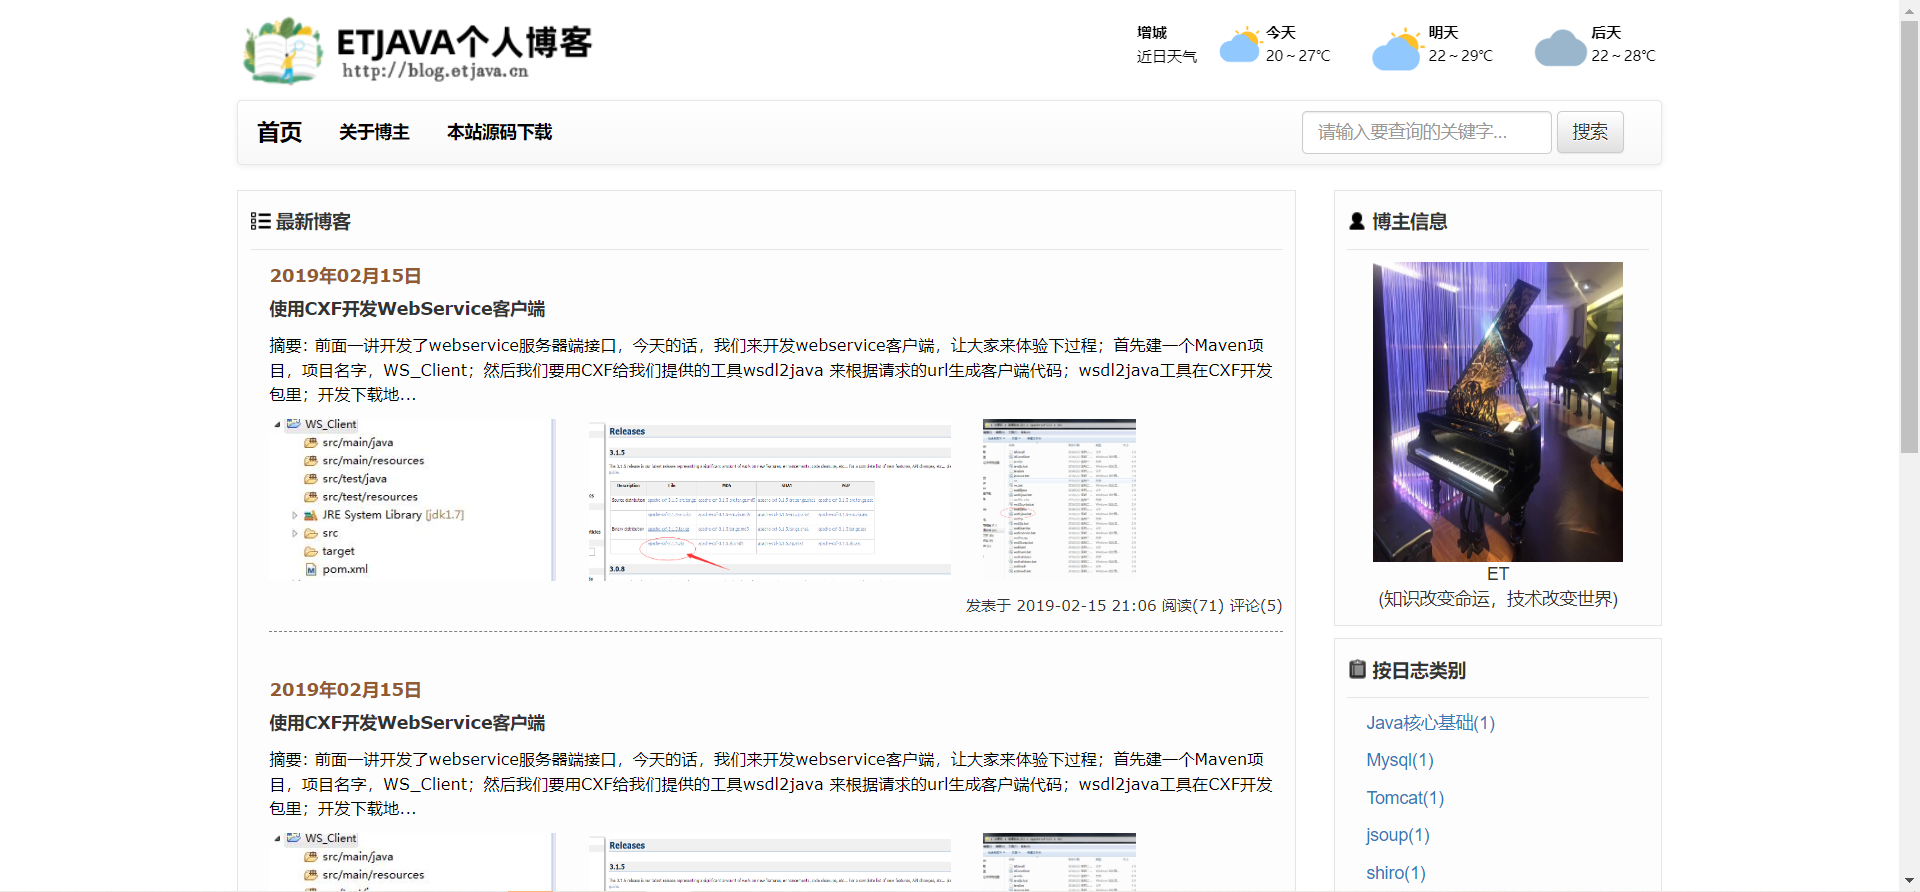 ETJAVA个人博客
http://blog.etjava.cn
增城
近日天气
今天
20～27℃
明天
22～29℃
后天
22～28℃
首页
关于博主
本站源码下载
请输入要查询的关键字...
搜索
最新博客
2019年02月15日
使用CXF开发WebService客户端
摘要：前面一讲开发了webservice服务器端接口，今天的话，我们来开发webservice客户端，让大家来体验下过程；首先建一个Maven项
目，项目名字，WS_Client；然后我们要用CXF给我们提供的工具wsdl2java 来根据请求的url生成客户端代码；wsdl2java工具在CXF开发
包里；开发下载地...
WS_Client
src/main/java
src/main/resources
src/test/java
src/test/resources
JRE System Library [jdk1.7]
src
target
pom.xml
Releases
3.1.5
3.0.8
发表于 2019-02-15 21:06 阅读(71) 评论(5)
2019年02月15日
使用CXF开发WebService客户端
摘要：前面一讲开发了webservice服务器端接口，今天的话，我们来开发webservice客户端，让大家来体验下过程；首先建一个Maven项
目，项目名字，WS_Client；然后我们要用CXF给我们提供的工具wsdl2java 来根据请求的url生成客户端代码；wsdl2java工具在CXF开发
包里；开发下载地...
WS_Client
src/main/java
src/main/resources
Releases
3.1.5
博主信息
ET
(知识改变命运，技术改变世界)
按日志类别
Java核心基础(1)
Mysql(1)
Tomcat(1)
jsoup(1)
shiro(1)